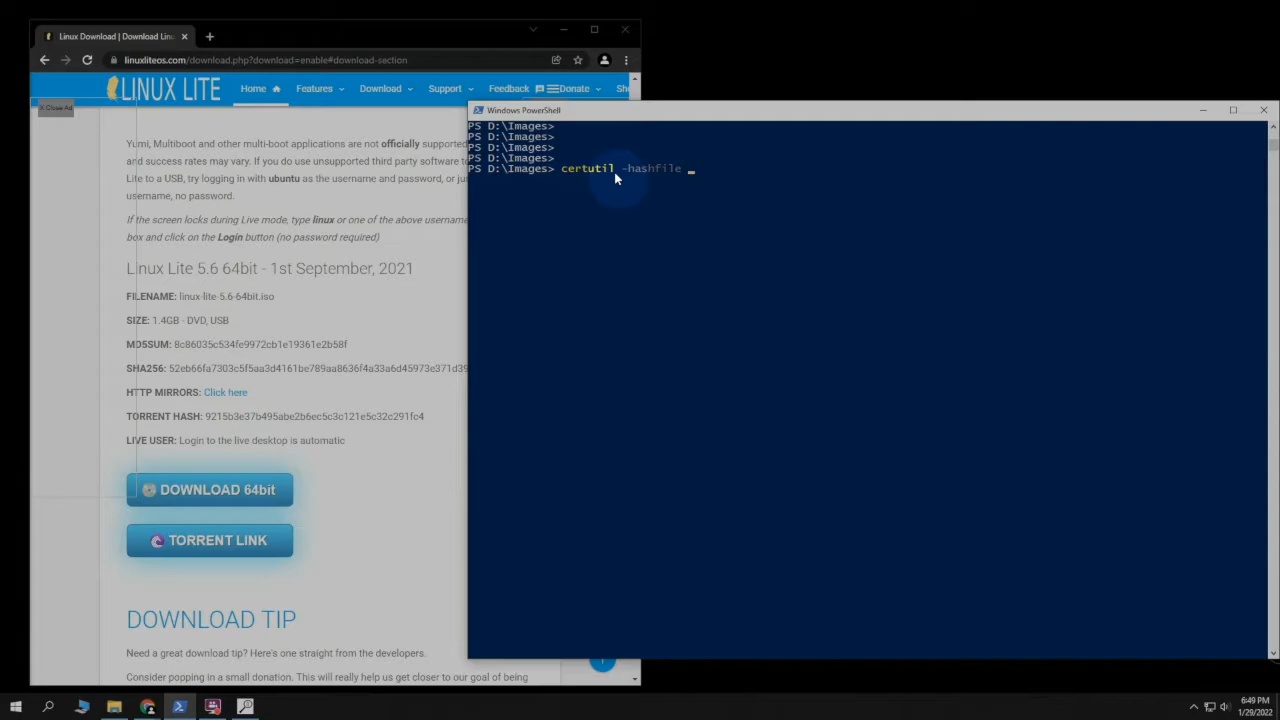 Linux Download | Download Linu
linuxliteos.com/download.php?download=enable#download-section
LINUX LITE
Home
Features
Download
Support
Feedback
Donate
X Close Ad
Yumi, Multiboot and other multi-boot applications are not officially supported
and success rates may vary. If you do use unsupported third party software t
Lite to a USB, try logging in with ubuntu as the username and password, or jus
username, no password.
If the screen locks during Live mode, type linux or one of the above username
box and click on the Login button (no password required)
Linux Lite 5.6 64bit - 1st September, 2021
FILENAME: linux-lite-5.6-64bit.iso
SIZE: 1.4GB - DVD, USB
MD5SUM: 8c86035c534fe9972cb1e19361e2b58f
SHA256: 52eb66fa7303c5f5aa3d4161be789aa8636f4a33a6d45973e371d39
HTTP MIRRORS: Click here
TORRENT HASH: 9215b3e37b495abe2b6ec5c3c121e5c32c291fc4
LIVE USER: Login to the live desktop is automatic
DOWNLOAD 64bit
TORRENT LINK
DOWNLOAD TIP
Need a great download tip? Here's one straight from the developers.
Consider popping in a small donation. This will really help us get closer to our goal of being
Windows PowerShell
PS D:\Images>
PS D:\Images>
PS D:\Images>
PS D:\Images>
PS D:\Images> certutil -hashfile _
6:49 PM
1/29/2022